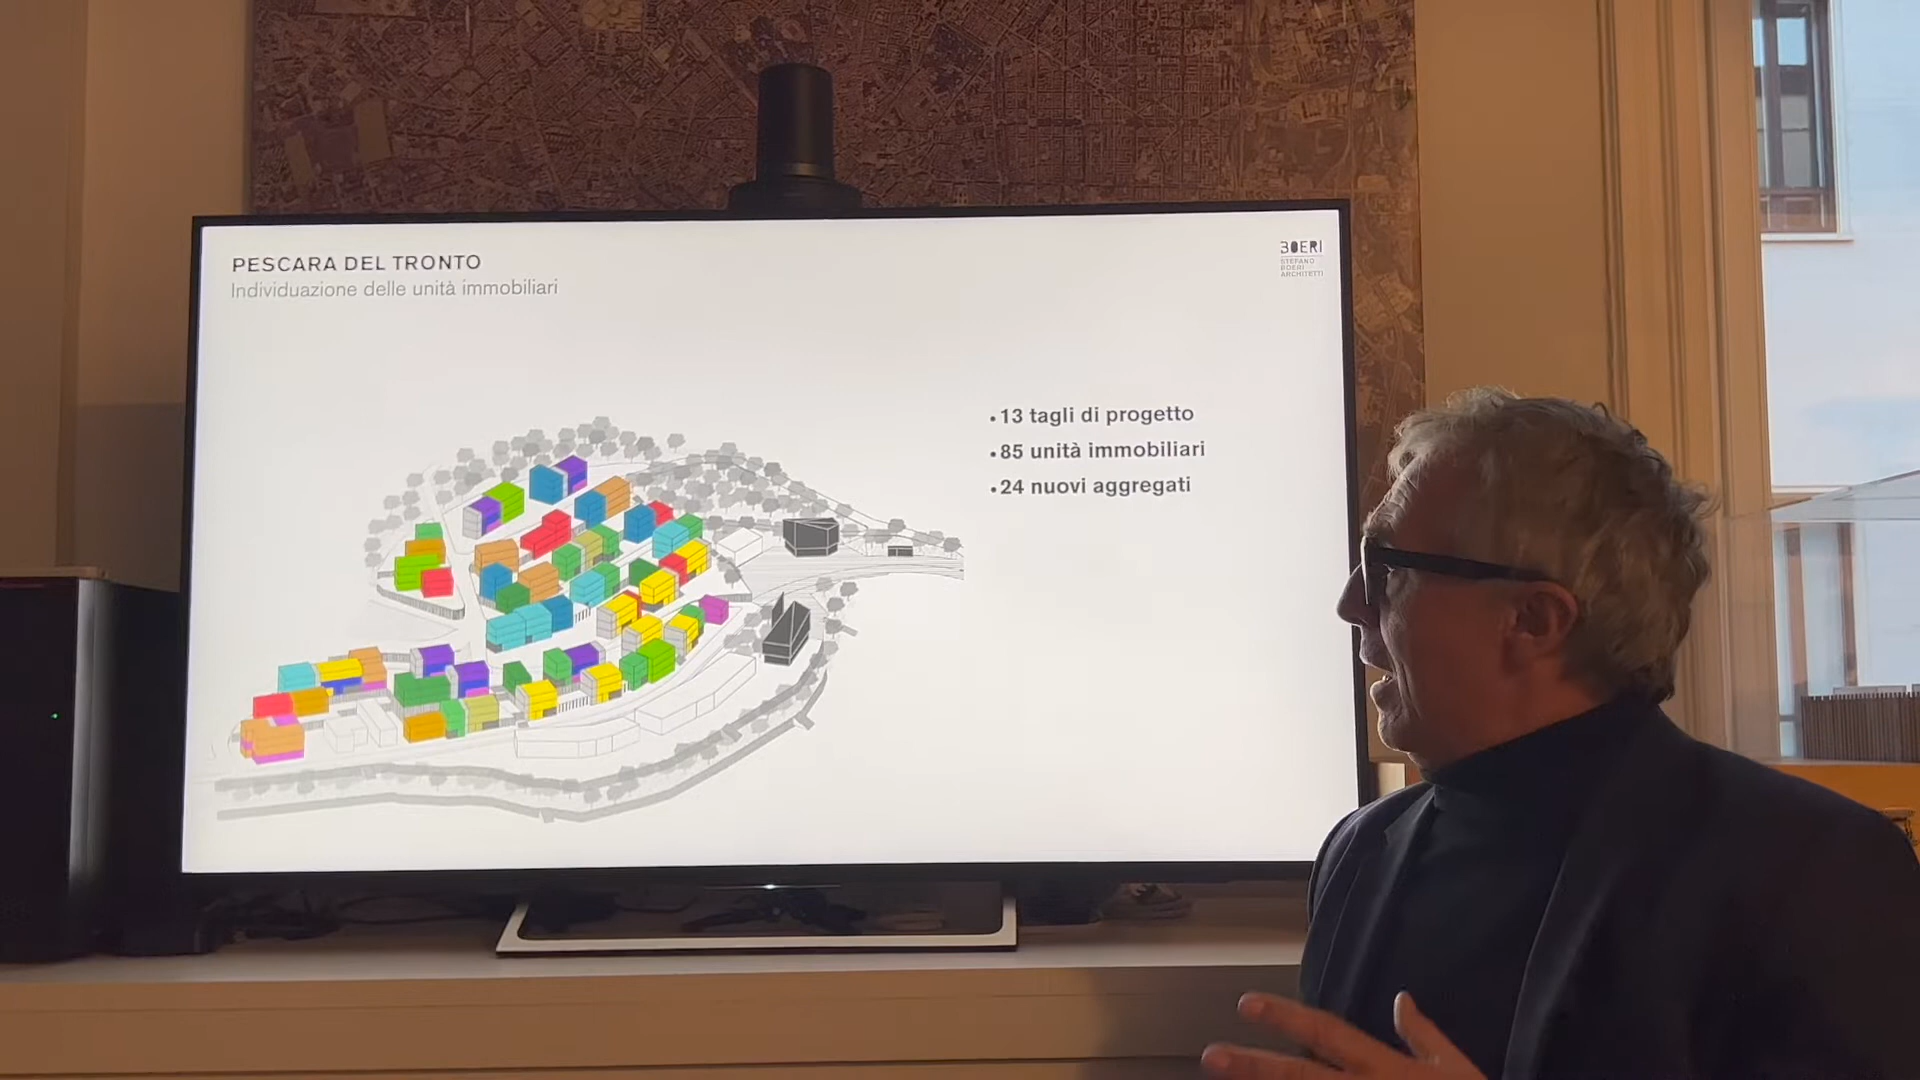 PESCARA DEL TRONTO
Individuazione delle unità immobiliari
BOERI
STEFANO
BOERI
ARCHITETTI
• 13 tagli di progetto
• 85 unità immobiliari
• 24 nuovi aggregati